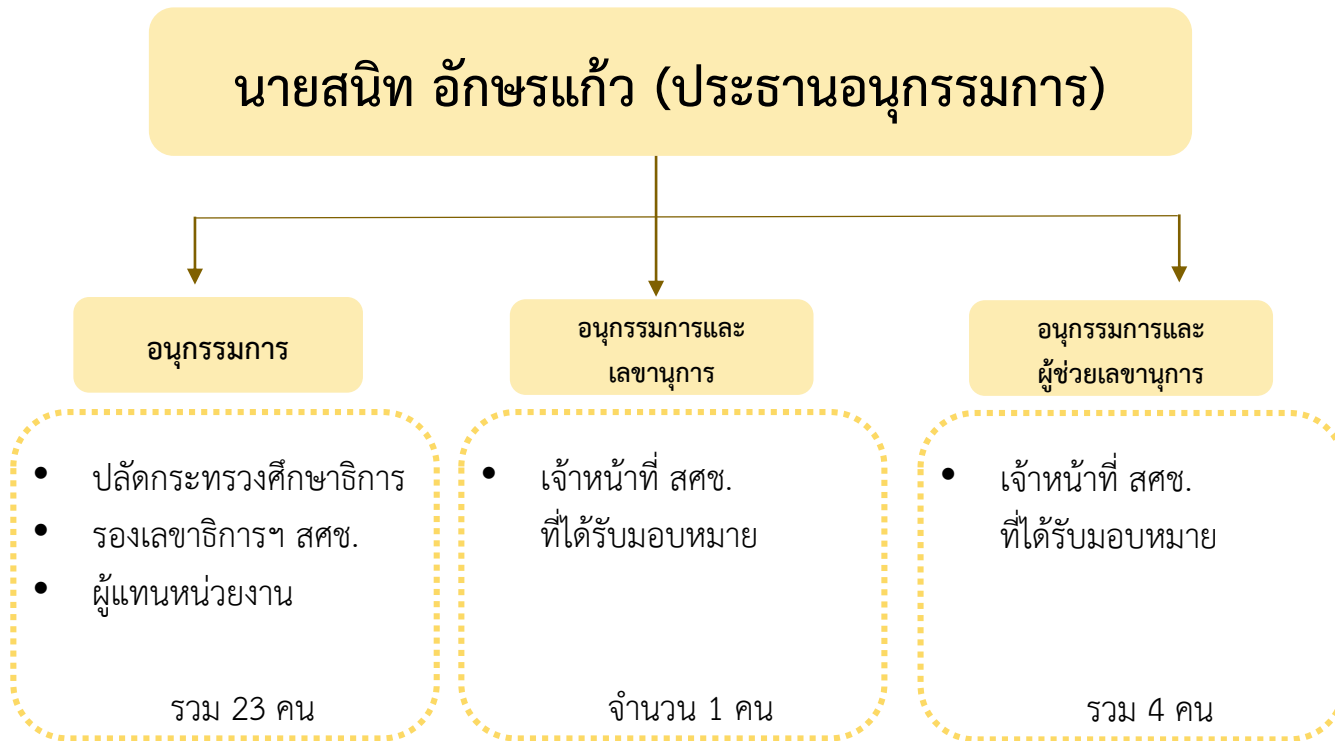 นายสนิท อักษรแก้ว (ประธานอนุกรรมการ)
อนุกรรมการ
• ปลัดกระทรวงศึกษาธิการ
• รองเลขาธิการฯ สศช.
• ผู้แทนหน่วยงาน
รวม 23 คน
อนุกรรมการและ
เลขานุการ
• เจ้าหน้าที่ สศช.
ที่ได้รับมอบหมาย
จำนวน 1 คน
อนุกรรมการและ
ผู้ช่วยเลขานุการ
• เจ้าหน้าที่ สศช.
ที่ได้รับมอบหมาย
รวม 4 คน